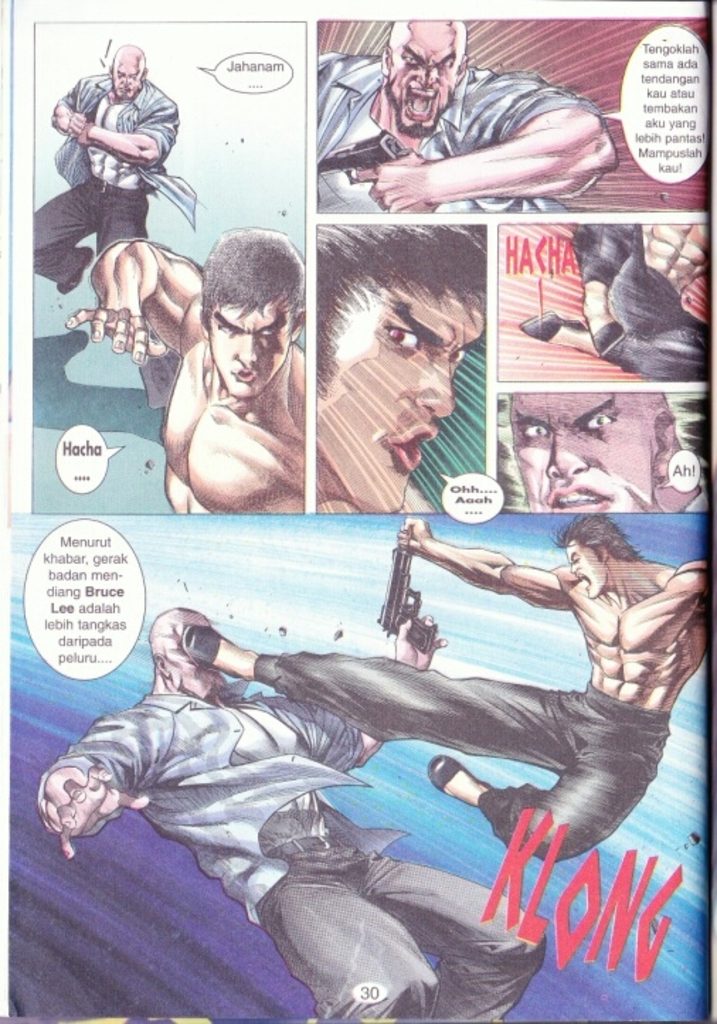 Jahanam
....
Tengoklah
sama ada
tendangan
kau atau
tembakan
aku yang
lebih pantas!
Mampuslah
kau!
Hacha
....
Ohh....
Aaah
....
HACHA
Ah!
Menurut
khabar, gerak
badan men-
diang Bruce
Lee adalah
lebih tangkas
daripada
peluru....
KLONG
30